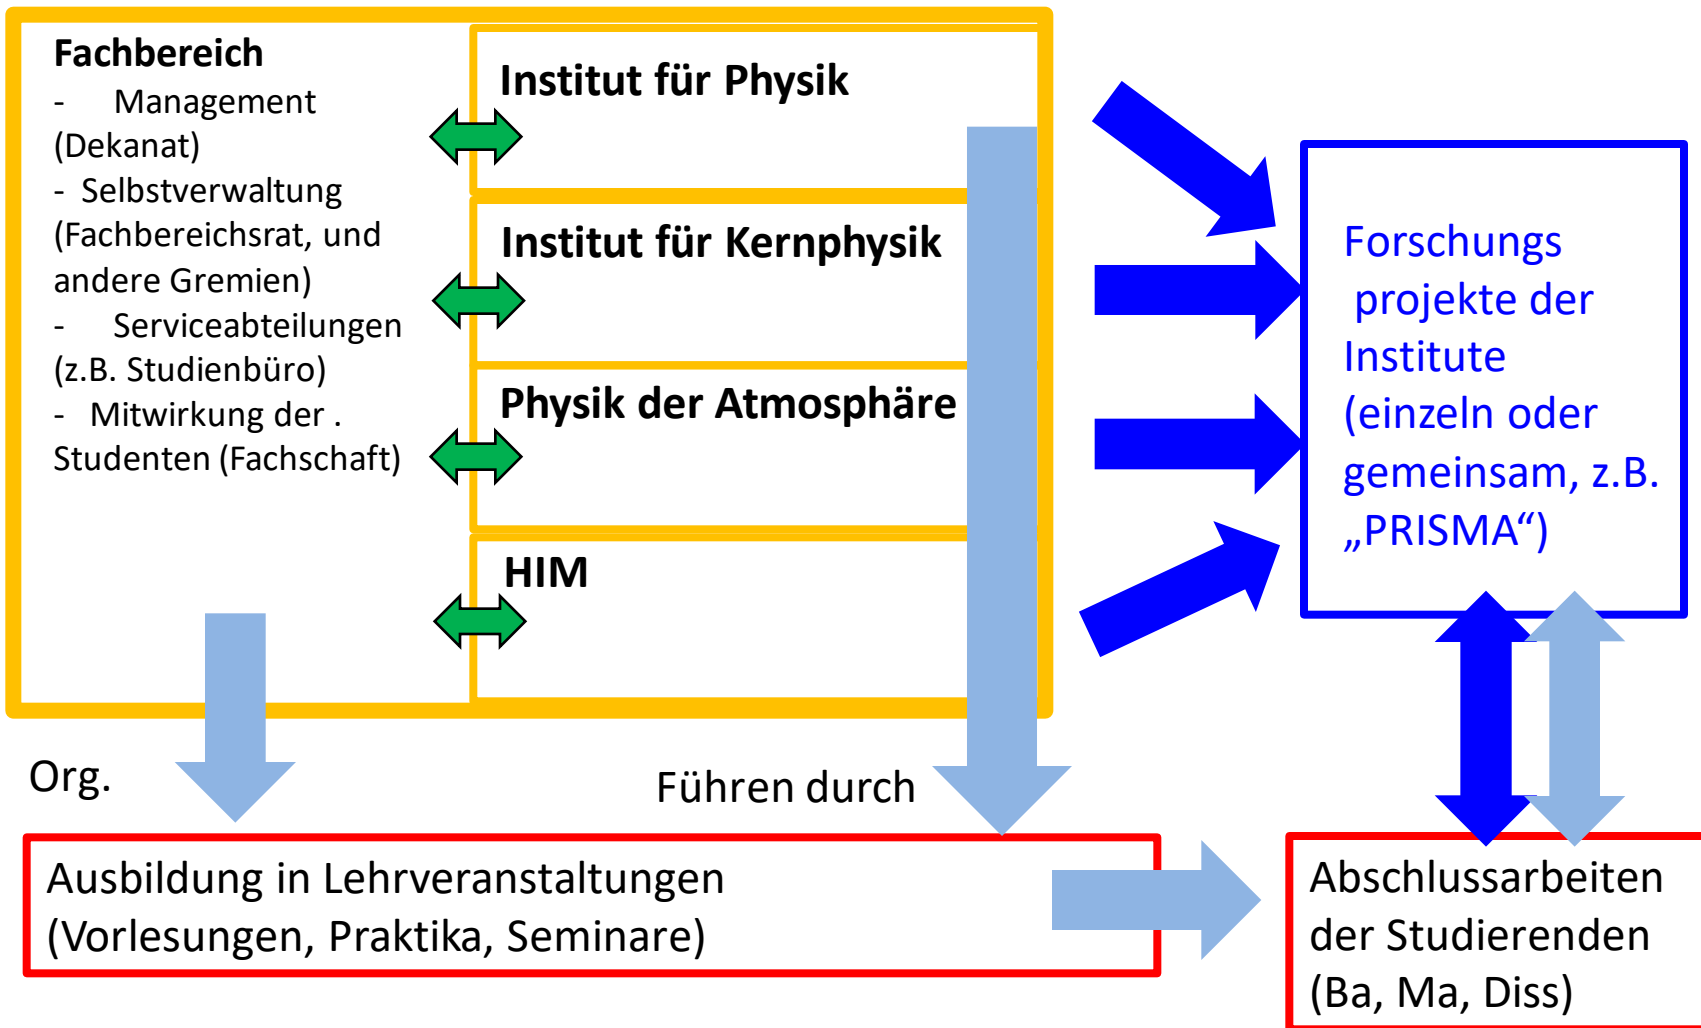 Fachbereich
- Management
(Dekanat)
- Selbstverwaltung
(Fachbereichsrat, und
andere Gremien)
- Serviceabteilungen
(z.B. Studienbüro)
- Mitwirkung der .
Studenten (Fachschaft)
Institut für Physik
Institut für Kernphysik
Physik der Atmosphäre
HIM
Forschungs
projekte der
Institute
(einzeln oder
gemeinsam, z.B.
„PRISMA“)
Org.
Führen durch
Ausbildung in Lehrveranstaltungen
(Vorlesungen, Praktika, Seminare)
Abschlussarbeiten
der Studierenden
(Ba, Ma, Diss)